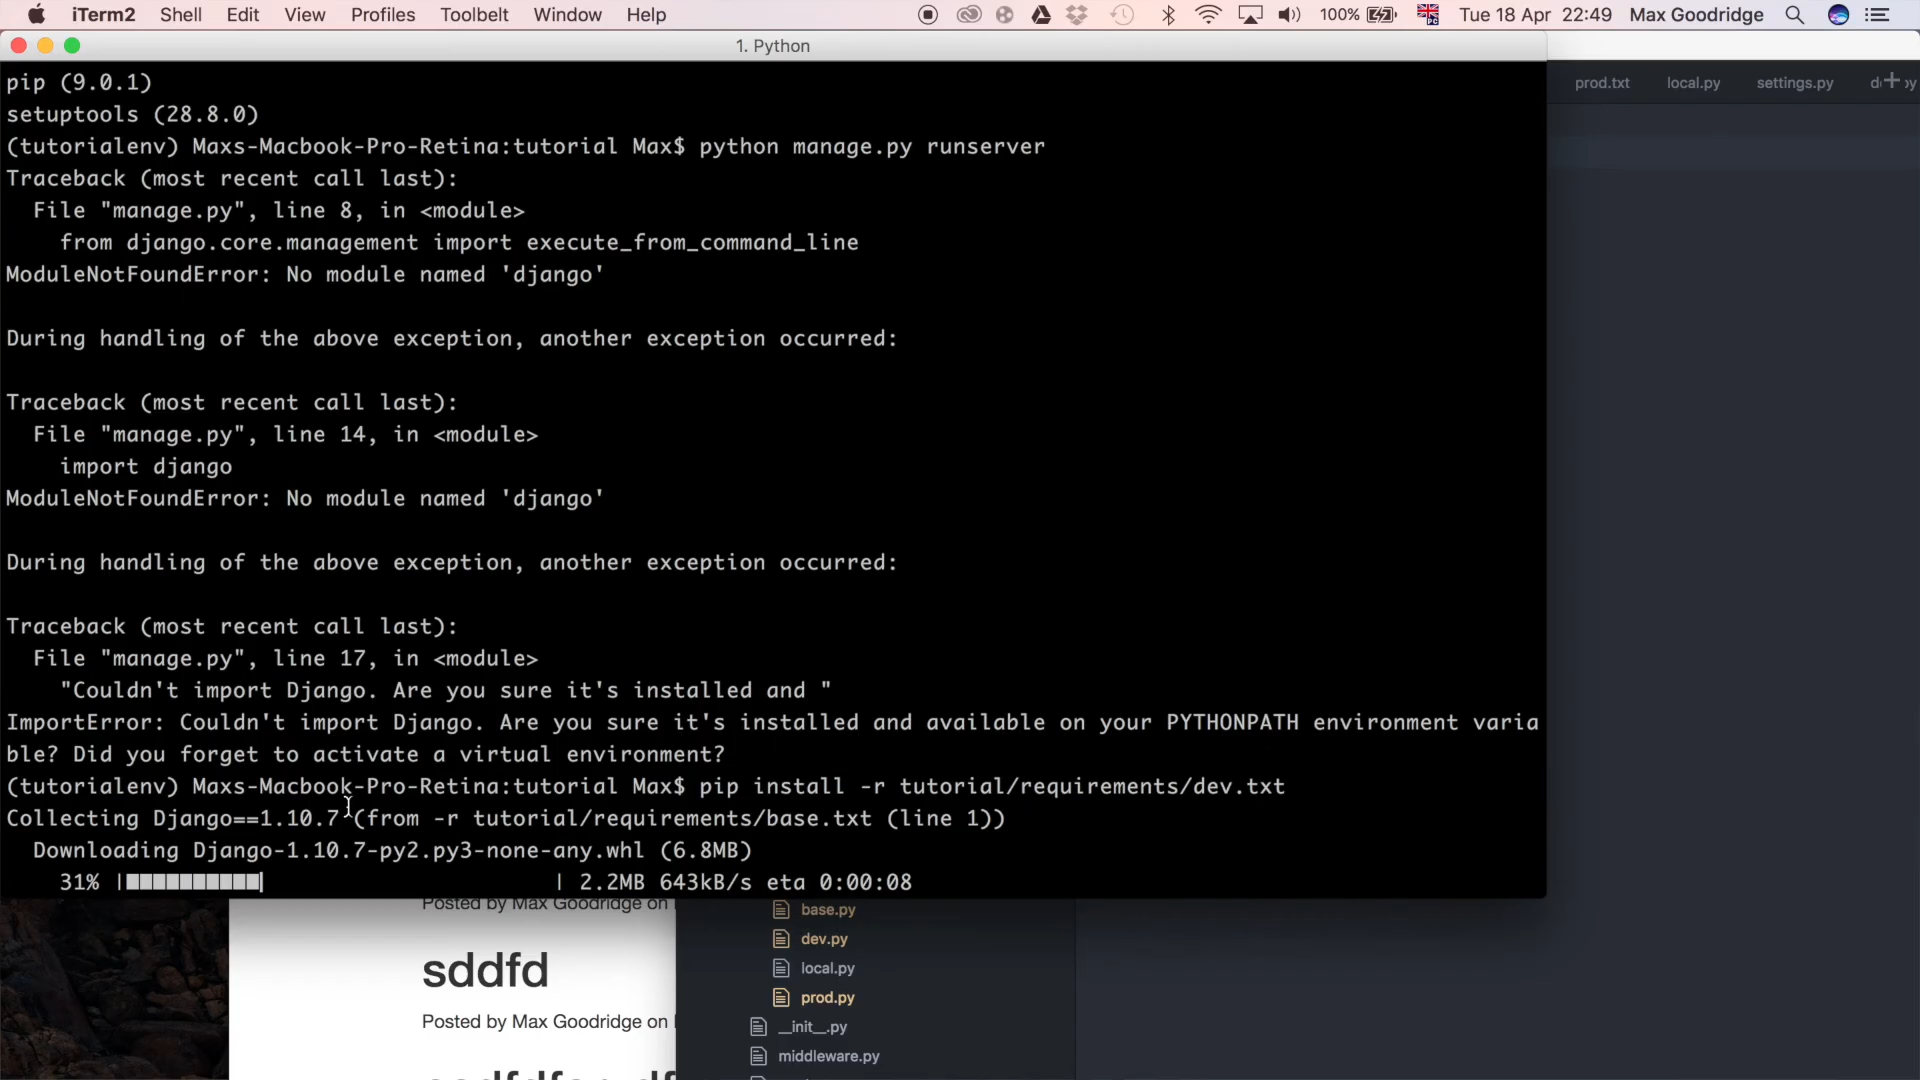 iTerm2 Shell Edit View Profiles Toolbelt Window Help 100% Tue 18 Apr 22:49 Max Goodridge
1. Python
prod.txt local.py settings.py
pip (9.0.1)
setuptools (28.8.0)
(tutorialenv) Maxs-Macbook-Pro-Retina:tutorial Max$ python manage.py runserver
Traceback (most recent call last):
File "manage.py", line 8, in <module>
from django.core.management import execute_from_command_line
ModuleNotFoundError: No module named 'django'
During handling of the above exception, another exception occurred:
Traceback (most recent call last):
File "manage.py", line 14, in <module>
import django
ModuleNotFoundError: No module named 'django'
During handling of the above exception, another exception occurred:
Traceback (most recent call last):
File "manage.py", line 17, in <module>
"Couldn't import Django. Are you sure it's installed and "
ImportError: Couldn't import Django. Are you sure it's installed and available on your PYTHONPATH environment varia
ble? Did you forget to activate a virtual environment?
(tutorialenv) Maxs-Macbook-Pro-Retina:tutorial Max$ pip install -r tutorial/requirements/dev.txt
Collecting Django==1.10.7 (from -r tutorial/requirements/base.txt (line 1))
Downloading Django-1.10.7-py2.py3-none-any.whl (6.8MB)
31% | | 2.2MB 643kB/s eta 0:00:08
Posted by Max Goodridge on
sddfd
Posted by Max Goodridge on
base.py
dev.py
local.py
prod.py
__init__.py
middleware.py